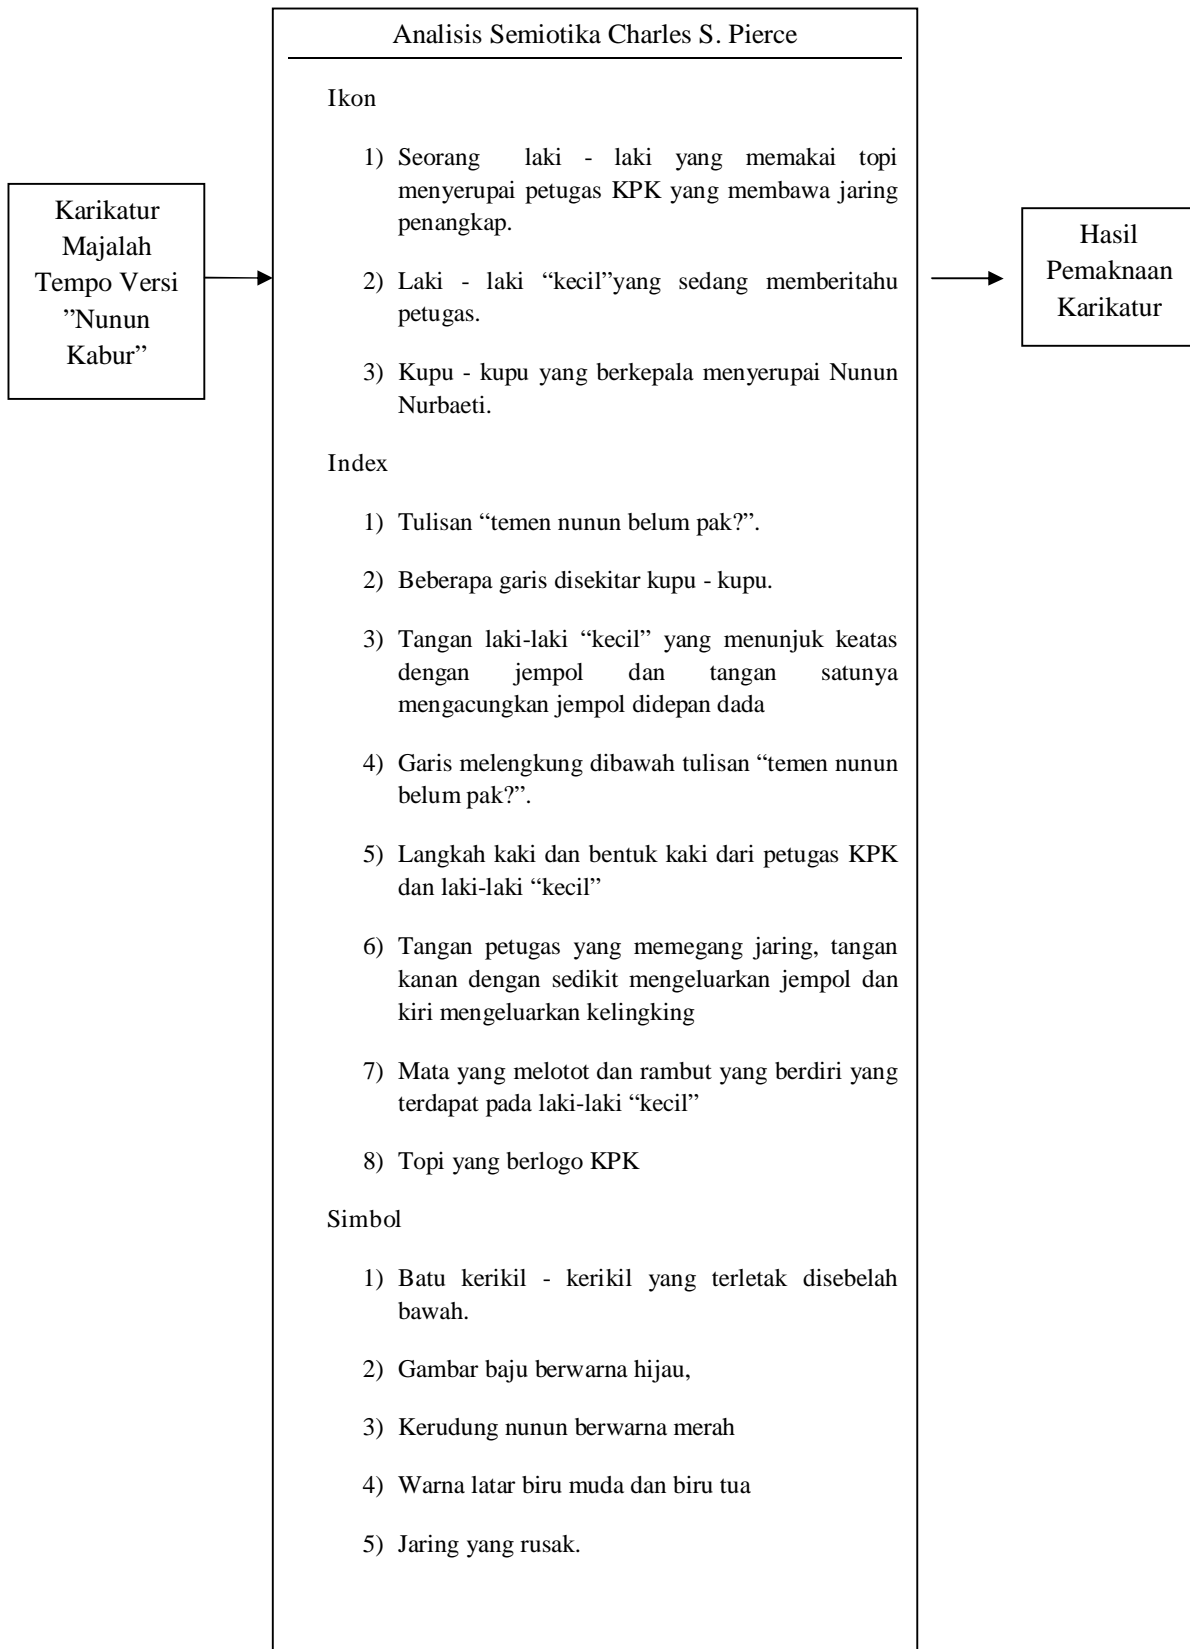 Karikatur
Majalah
Tempo Versi
”Nunun
Kabur”
Analisis Semiotika Charles S. Pierce
Ikon
1) Seorang laki - laki yang memakai topi
menyerupai petugas KPK yang membawa jaring
penangkap.
2) Laki - laki “kecil”yang sedang memberitahu
petugas.
3) Kupu - kupu yang berkepala menyerupai Nunun
Nurbaeti.
Index
1) Tulisan “temen nunun belum pak?”.
2) Beberapa garis disekitar kupu - kupu.
3) Tangan laki-laki “kecil” yang menunjuk keatas
dengan jempol dan tangan satunya
mengacungkan jempol didepan dada
4) Garis melengkung dibawah tulisan “temen nunun
belum pak?”.
5) Langkah kaki dan bentuk kaki dari petugas KPK
dan laki-laki “kecil”
6) Tangan petugas yang memegang jaring, tangan
kanan dengan sedikit mengeluarkan jempol dan
kiri mengeluarkan kelingking
7) Mata yang melotot dan rambut yang berdiri yang
terdapat pada laki-laki “kecil”
8) Topi yang berlogo KPK
Simbol
1) Batu kerikil - kerikil yang terletak disebelah
bawah.
2) Gambar baju berwarna hijau,
3) Kerudung nunun berwarna merah
4) Warna latar biru muda dan biru tua
5) Jaring yang rusak.
Hasil
Pemaknaan
Karikatur